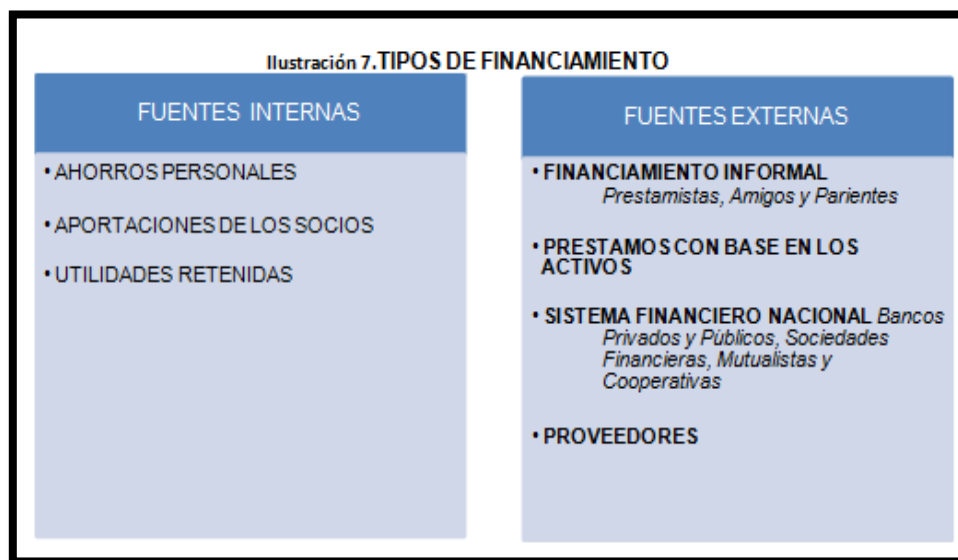 Ilustración 7.TIPOS DE FINANCIAMIENTO
FUENTES INTERNAS
• AHORROS PERSONALES
• APORTACIONES DE LOS SOCIOS
• UTILIDADES RETENIDAS
FUENTES EXTERNAS
• FINANCIAMIENTO INFORMAL
Prestamistas, Amigos y Parientes
• PRESTAMOS CON BASE EN LOS
ACTIVOS
• SISTEMA FINANCIERO NACIONAL Bancos
Privados y Públicos, Sociedades
Financieras, Mutualistas y
Cooperativas
• PROVEEDORES